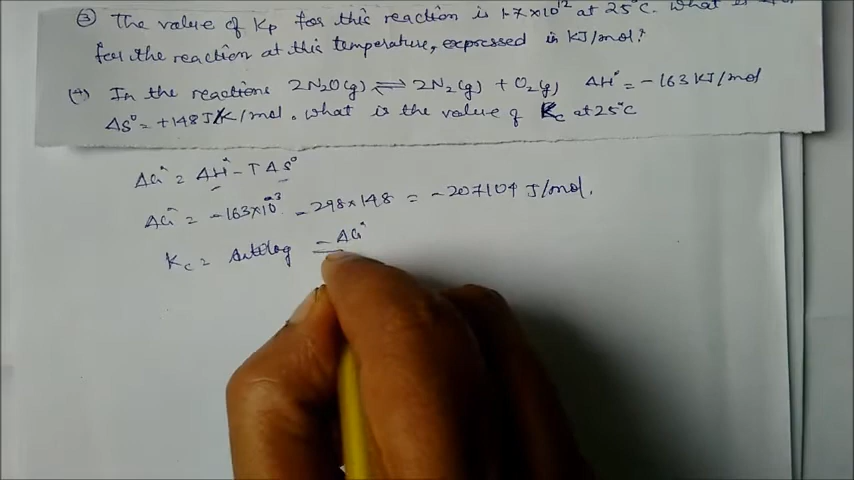 ③ The value of Kp for this reaction is 1.7×10¹² at 25°C. What is
for the reaction at this temperature, expressed in KJ/mol?
(4) In the reactions 2N₂O(g) ⇌ 2N₂(g) + O₂(g) ΔH° = -163 KJ/mol
ΔS° = +148 J/K/mol. What is the value of Kc at 25°C
ΔG° = ΔH° - TΔS°
ΔG° = -163×10³ - 298×148 = -207104 J/mol.
Kc = Antilog -ΔG°